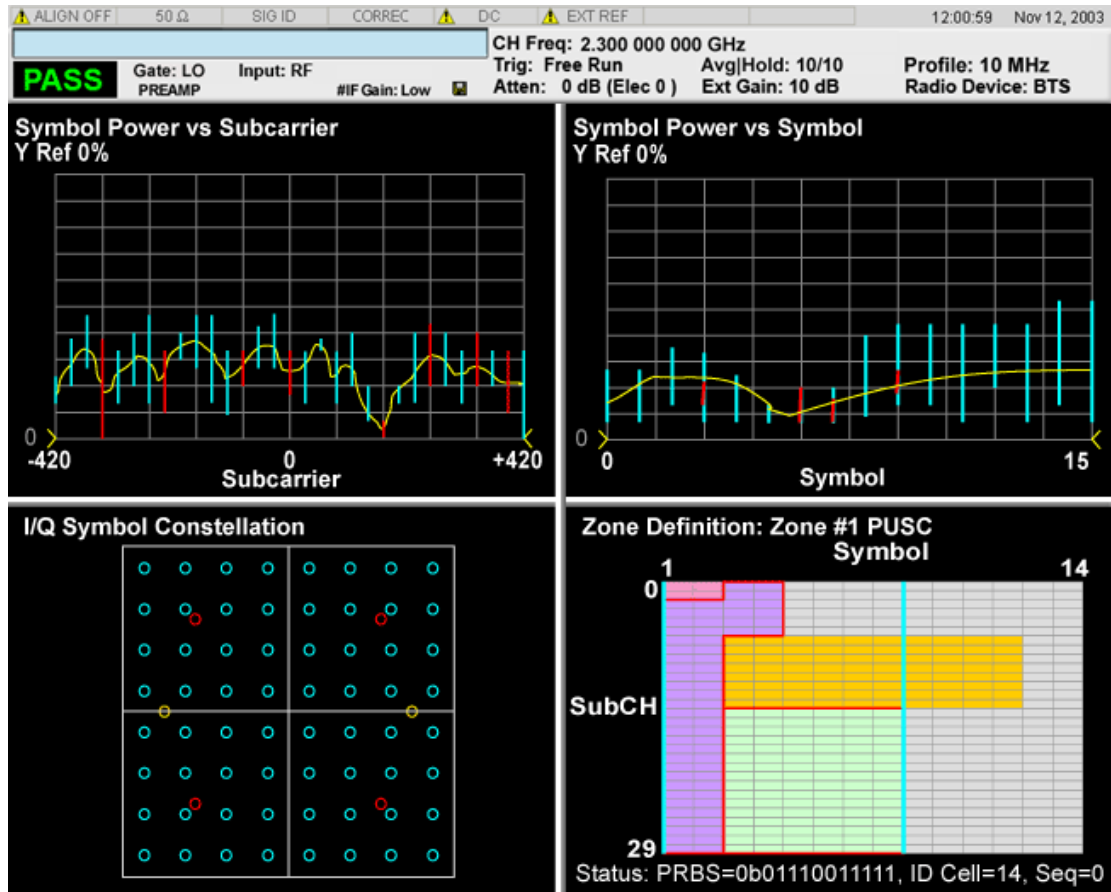 ALIGN OFF 50 Ω SIG ID CORREC DC EXT REF 12:00:59 Nov 12, 2003
CH Freq: 2.300 000 000 GHz
PASS Gate: LO Input: RF Trig: Free Run Avg|Hold: 10/10 Profile: 10 MHz
PREAMP #IF Gain: Low Atten: 0 dB (Elec 0 ) Ext Gain: 10 dB Radio Device: BTS
Symbol Power vs Subcarrier
Y Ref 0%
0
-420 0 +420
Subcarrier
Symbol Power vs Symbol
Y Ref 0%
0
0 15
Symbol
I/Q Symbol Constellation
Zone Definition: Zone #1 PUSC
Symbol
1 14
0
SubCH
29
Status: PRBS=0b01110011111, ID Cell=14, Seq=0